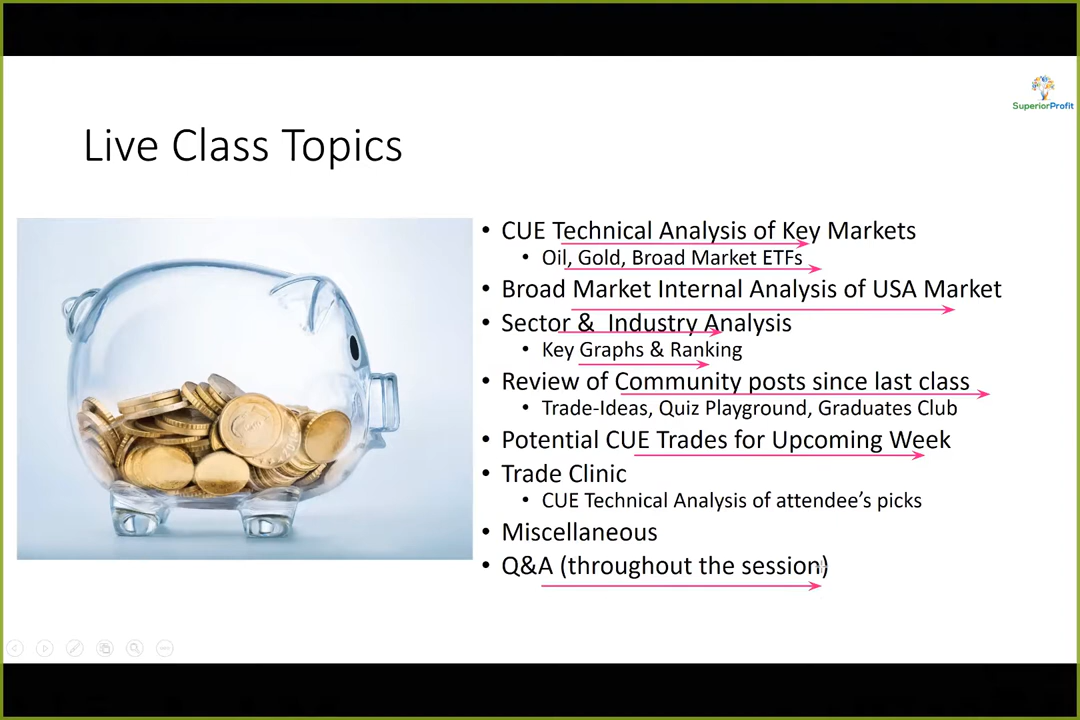 SuperiorProfit
Live Class Topics
• CUE Technical Analysis of Key Markets
• Oil, Gold, Broad Market ETFs
• Broad Market Internal Analysis of USA Market
• Sector &  Industry Analysis
• Key Graphs & Ranking
• Review of Community posts since last class
• Trade-Ideas, Quiz Playground, Graduates Club
• Potential CUE Trades for Upcoming Week
• Trade Clinic
• CUE Technical Analysis of attendee’s picks
• Miscellaneous
• Q&A (throughout the session)